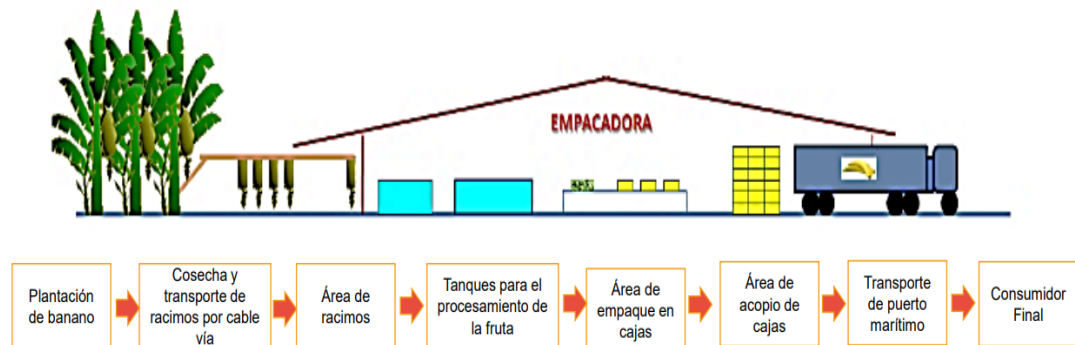 EMPACADORA
Plantación
de banano
Cosecha y
transporte de
racimos por cable
vía
Área de
racimos
Tanques para el
procesamiento de
la fruta
Área de
empaque en
cajas
Área de
acopio de
cajas
Transporte
de puerto
marítimo
Consumidor
Final